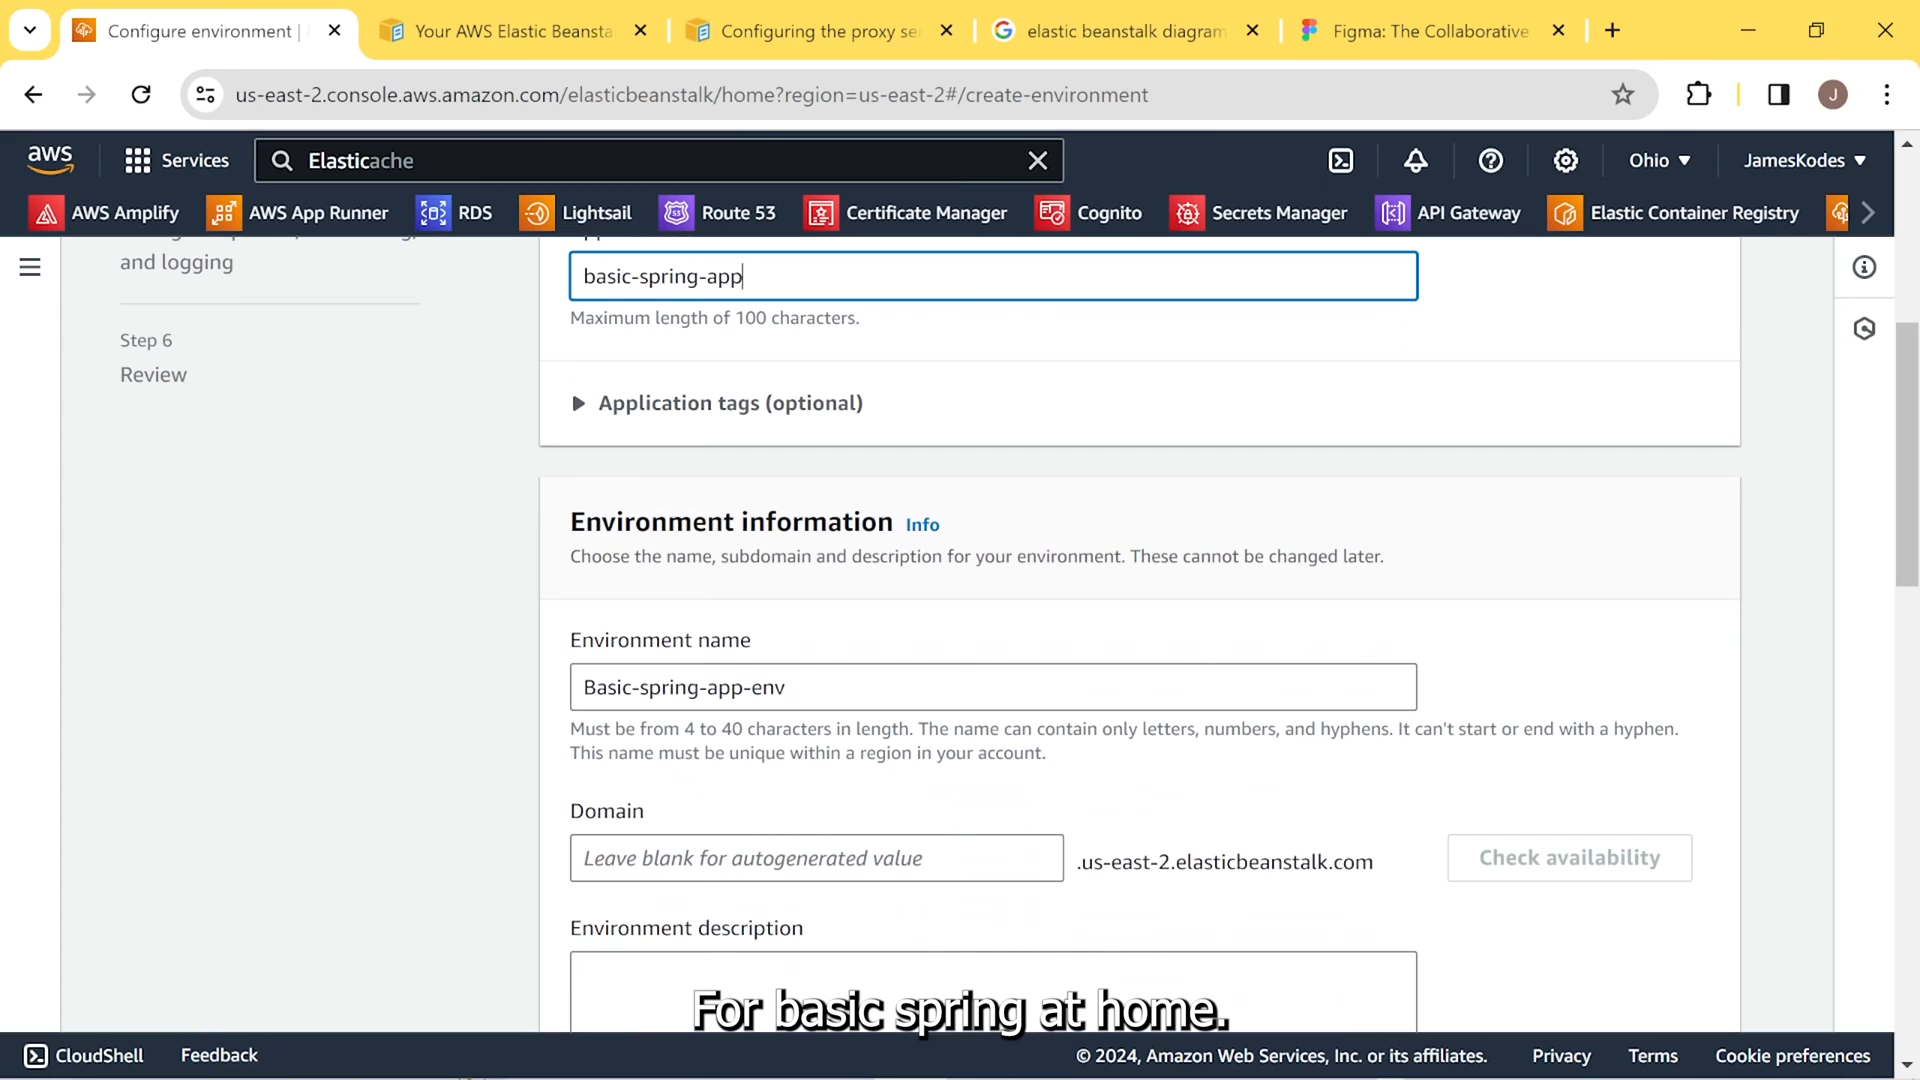 Configure environment |
Your AWS Elastic Beansta
Configuring the proxy se
elastic beanstalk diagram
Figma: The Collaborative
us-east-2.console.aws.amazon.com/elasticbeanstalk/home?region=us-east-2#/create-environment
J
aws
Services
Elasticache
Ohio
JamesKodes
AWS Amplify
AWS App Runner
RDS
Lightsail
Route 53
Certificate Manager
Cognito
Secrets Manager
API Gateway
Elastic Container Registry
and logging
Step 6
Review
basic-spring-app
Maximum length of 100 characters.
Application tags (optional)
Environment information Info
Choose the name, subdomain and description for your environment. These cannot be changed later.
Environment name
Basic-spring-app-env
Must be from 4 to 40 characters in length. The name can contain only letters, numbers, and hyphens. It can't start or end with a hyphen.
This name must be unique within a region in your account.
Domain
Leave blank for autogenerated value
.us-east-2.elasticbeanstalk.com
Check availability
Environment description
For basic spring at home.
CloudShell
Feedback
© 2024, Amazon Web Services, Inc. or its affiliates.
Privacy
Terms
Cookie preferences